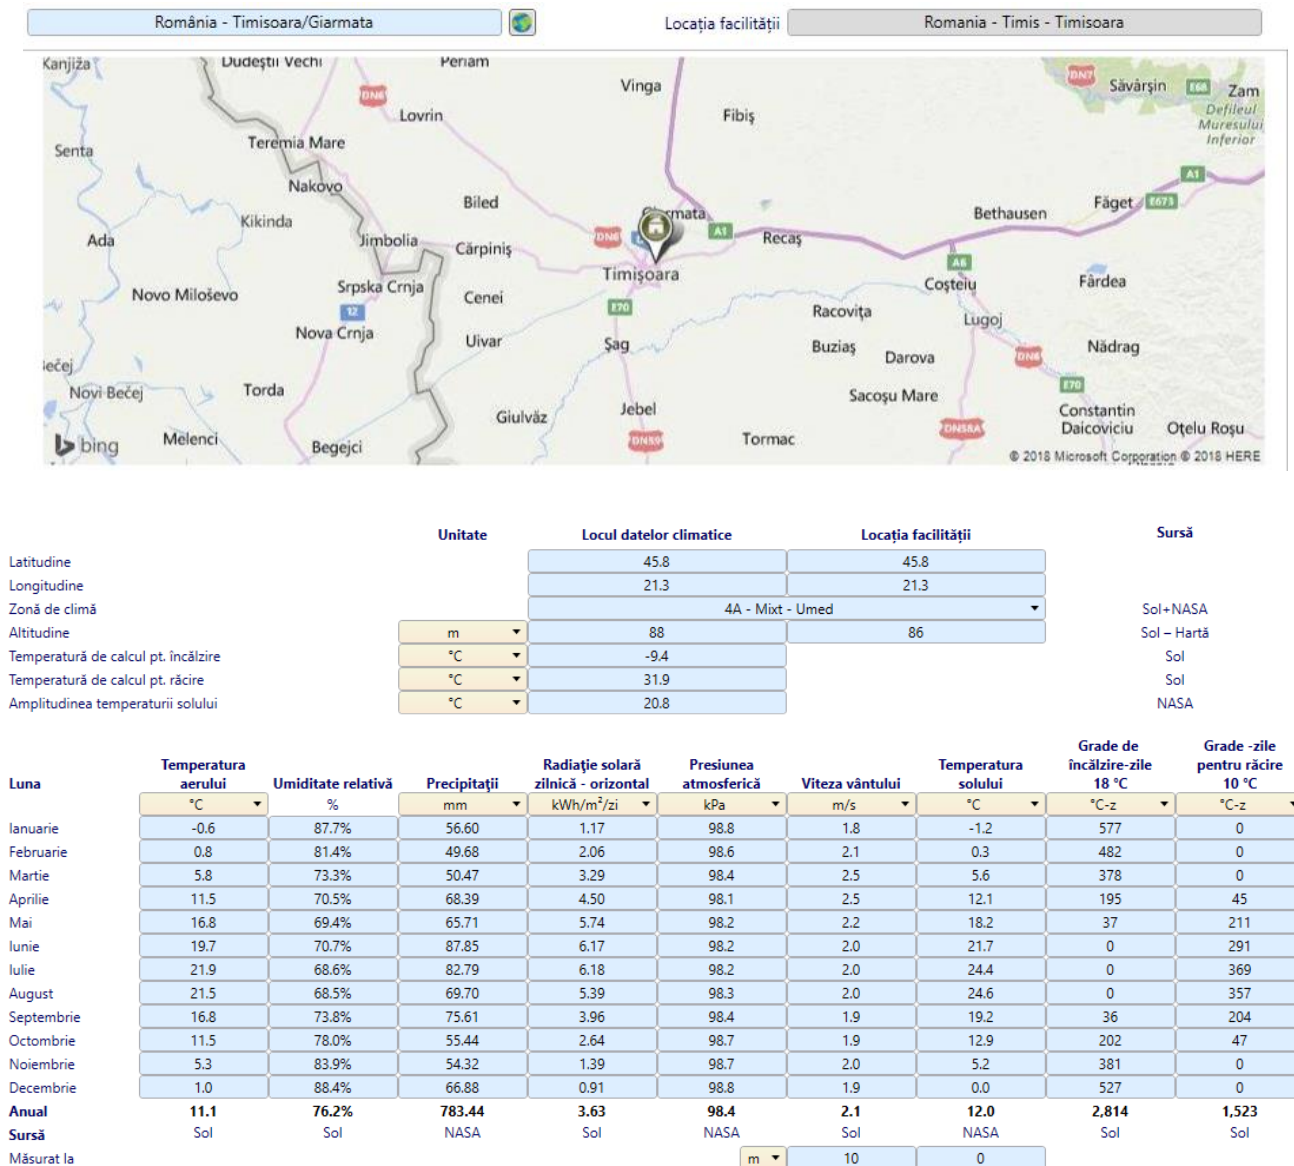 România - Timisoara/Giarmata
Locația facilității
Romania - Timis - Timisoara
Kanjiža
Dudeștii Vechi
Periam
Vinga
DN7
Săvârșin
E68
Zam
DN6
Lovrin
Fibiș
Defileul
Mureșului
Inferior
Senta
Teremia Mare
Nakovo
A1
Kikinda
Biled
Bethausen
Făget
E673
Ada
Jimbolia
Cărpiniș
DN6
A1
Recaș
A6
Timișoara
Novo Miloševo
Srpska Crnja
Cenei
Coșteiu
Fârdea
12
E70
Racovița
Lugoj
Nova Crnja
Uivar
Șag
Buziaș
Darova
DN6
Nădrag
Novi Bečej
Torda
E70
Sacoșu Mare
Giulvăz
Jebel
Constantin
Daicoviciu
Oțelu Roșu
bing
Melenci
Begejci
DN59
Tormac
DN58A
© 2018 Microsoft Corporation © 2018 HERE
Unitate Locul datelor climatice Locația facilității Sursă
Latitudine 45.8 45.8
Longitudine 21.3 21.3
Zonă de climă 4A - Mixt - Umed Sol+NASA
Altitudine m 88 86 Sol – Hartă
Temperatură de calcul pt. încălzire °C -9.4 Sol
Temperatură de calcul pt. răcire °C 31.9 Sol
Amplitudinea temperaturii solului °C 20.8 NASA
Grade de Grade -zile
Temperatura Radiaţie solară Presiunea Temperatura încălzire-zile pentru răcire
Luna aerului Umiditate relativă Precipitaţii zilnică - orizontal atmosferică Viteza vântului solului 18 °C 10 °C
°C % mm kWh/m²/zi kPa m/s °C °C-z °C-z
Ianuarie -0.6 87.7% 56.60 1.17 98.8 1.8 -1.2 577 0
Februarie 0.8 81.4% 49.68 2.06 98.6 2.1 0.3 482 0
Martie 5.8 73.3% 50.47 3.29 98.4 2.5 5.6 378 0
Aprilie 11.5 70.5% 68.39 4.50 98.1 2.5 12.1 195 45
Mai 16.8 69.4% 65.71 5.74 98.2 2.2 18.2 37 211
Iunie 19.7 70.7% 87.85 6.17 98.2 2.0 21.7 0 291
Iulie 21.9 68.6% 82.79 6.18 98.2 2.0 24.4 0 369
August 21.5 68.5% 69.70 5.39 98.3 2.0 24.6 0 357
Septembrie 16.8 73.8% 75.61 3.96 98.4 1.9 19.2 36 204
Octombrie 11.5 78.0% 55.44 2.64 98.7 1.9 12.9 202 47
Noiembrie 5.3 83.9% 54.32 1.39 98.7 2.0 5.2 381 0
Decembrie 1.0 88.4% 66.88 0.91 98.8 1.9 0.0 527 0
Anual 11.1 76.2% 783.44 3.63 98.4 2.1 12.0 2,814 1,523
Sursă Sol Sol NASA Sol NASA Sol NASA Sol Sol
Măsurat la m 10 0